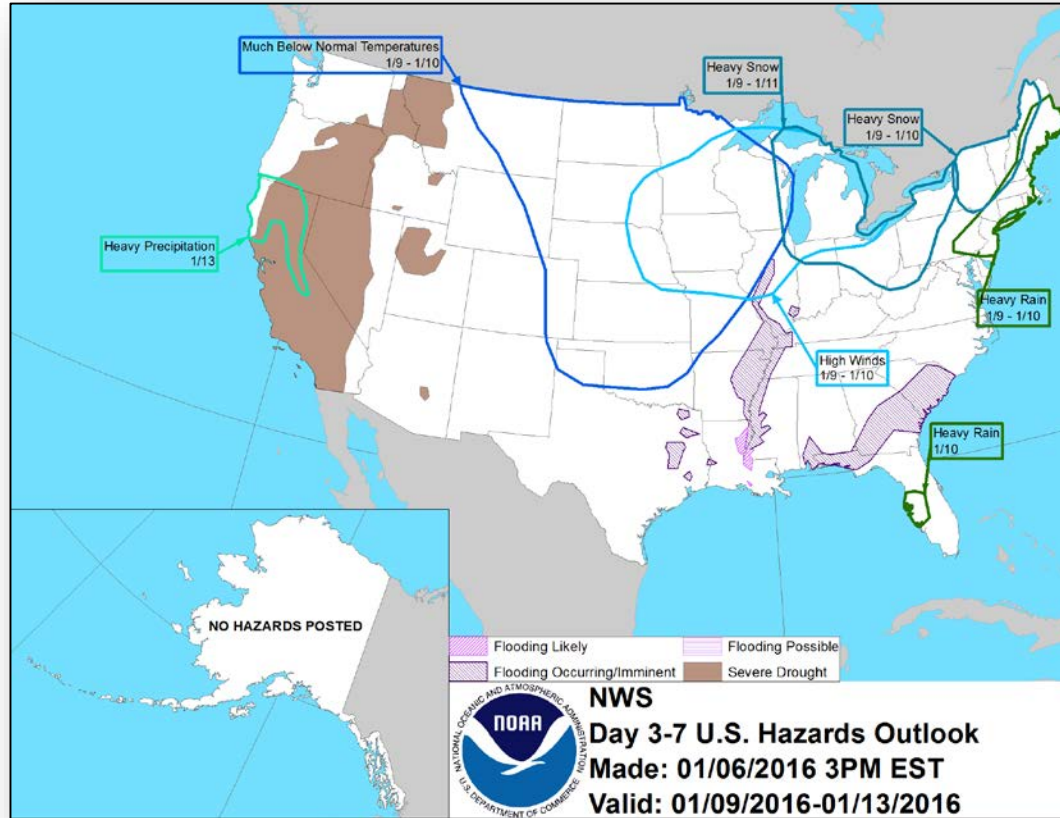 Much Below Normal Temperatures
1/9 - 1/10
Heavy Snow
1/9 - 1/11
Heavy Snow
1/9 - 1/10
Heavy Precipitation
1/13
Heavy Rain
1/9 - 1/10
High Winds
1/9 - 1/10
Heavy Rain
1/10
NO HAZARDS POSTED
Flooding Likely
Flooding Possible
Flooding Occurring/Imminent
Severe Drought
NATIONAL OCEANIC AND ATMOSPHERIC ADMINISTRATION
NOAA
U.S. DEPARTMENT OF COMMERCE
NWS
Day 3-7 U.S. Hazards Outlook
Made: 01/06/2016 3PM EST
Valid: 01/09/2016-01/13/2016